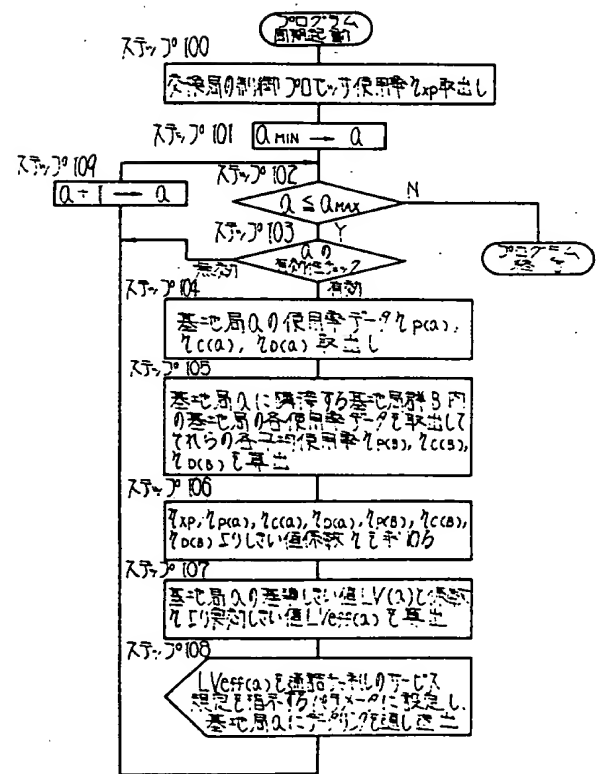 プログラム
周期起動
ステップ100
交換局の制御プロセッサ使用率ηxp取出し
ステップ101
aMIN → a
ステップ109
a+1 → a
ステップ102
a≦aMAX
N
Y
プログラム
終了
ステップ103
aの
有効性チェック
無効
有効
ステップ104
基地局aの使用率データηP(a),
ηC(a), ηD(a) 取出し
ステップ105
基地局aに隣接する基地局群B内
の基地局の各使用率データを取出して
それらの各平均使用率ηP(B), ηC(B),
ηD(B)を算出
ステップ106
ηXP, ηP(a), ηC(a), ηD(a), ηP(B), ηC(B),
ηD(B)よりしきい値係数ηを求める
ステップ107
基地局aの基準しきい値LV(a)と係数
ηより実効しきい値LVeff(a)を算出
ステップ108
LVeff(a)を通話チャネルのサービス
を指示するパラメータに設定し,
基地局aに を通し送出